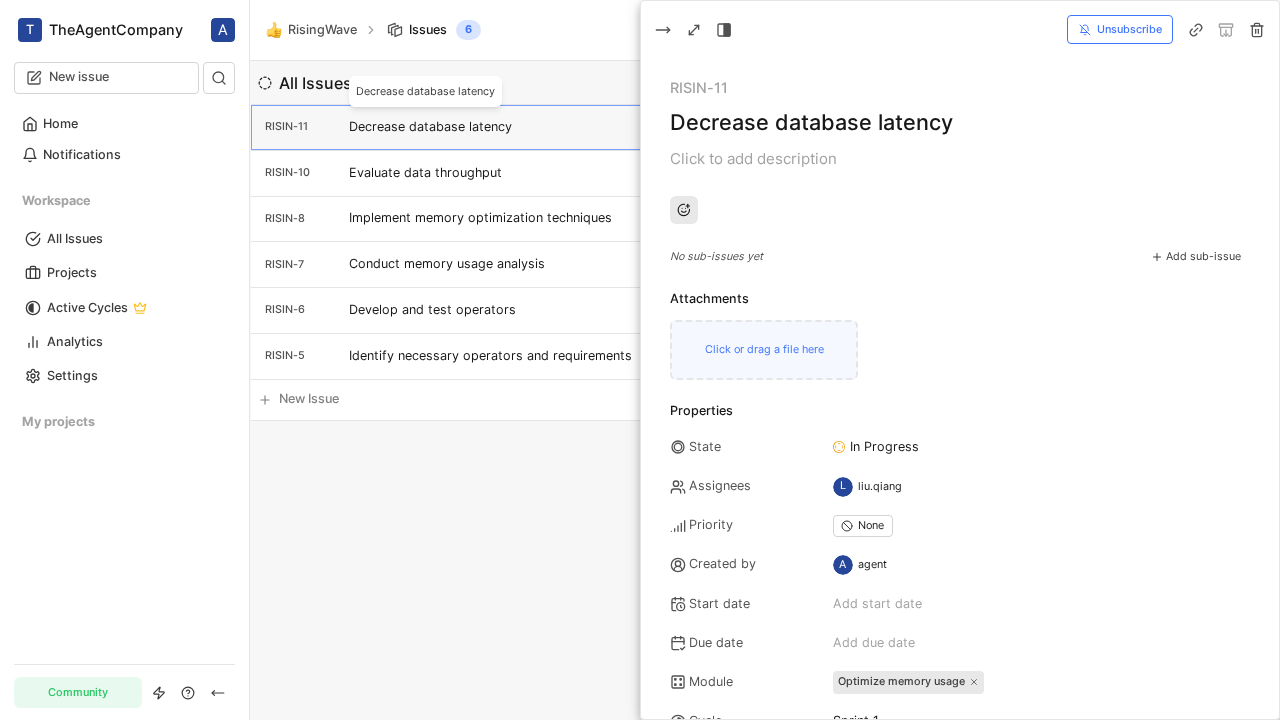 T TheAgentCompany A
New issue
Home
Notifications
Workspace
All Issues
Projects
Active Cycles
Analytics
Settings
My projects
Community
RisingWave
Issues 6
All Issues
Decrease database latency
RISIN-11 Decrease database latency
RISIN-10 Evaluate data throughput
RISIN-8 Implement memory optimization techniques
RISIN-7 Conduct memory usage analysis
RISIN-6 Develop and test operators
RISIN-5 Identify necessary operators and requirements
New Issue
Unsubscribe
RISIN-11
Decrease database latency
Click to add description
No sub-issues yet
Add sub-issue
Attachments
Click or drag a file here
Properties
State In Progress
Assignees L liu.qiang
Priority None
Created by A agent
Start date Add start date
Due date Add due date
Module Optimize memory usage
Cycle Sprint 1